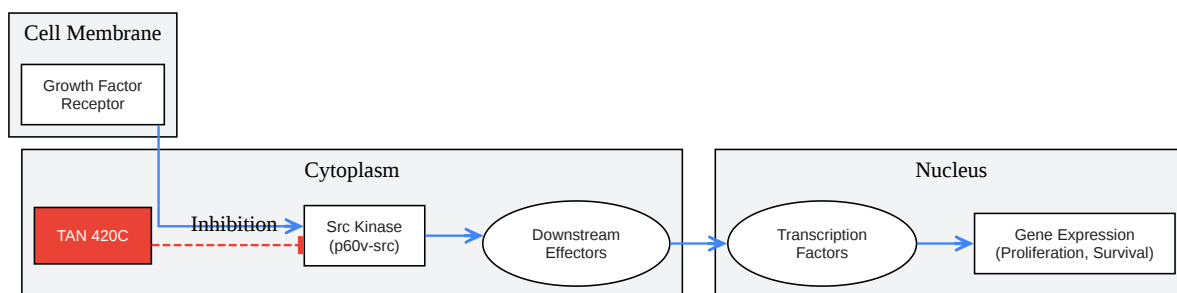 Cell Membrane
Growth Factor
Receptor
Cytoplasm
Nucleus
Inhibition
TAN 420C
Src Kinase
(p60v-src)
Downstream
Effectors
Transcription
Factors
Gene Expression
(Proliferation, Survival)